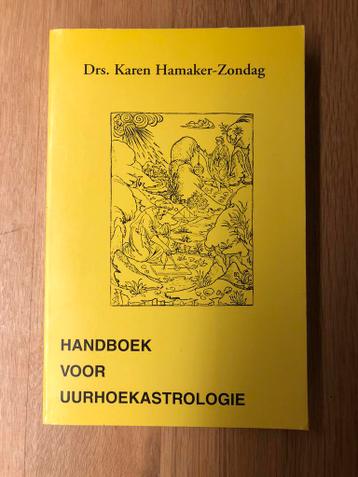 Drs. Karen Hamaker-Zondag
HANDBOEK
VOOR
UURHOEKASTROLOGIE